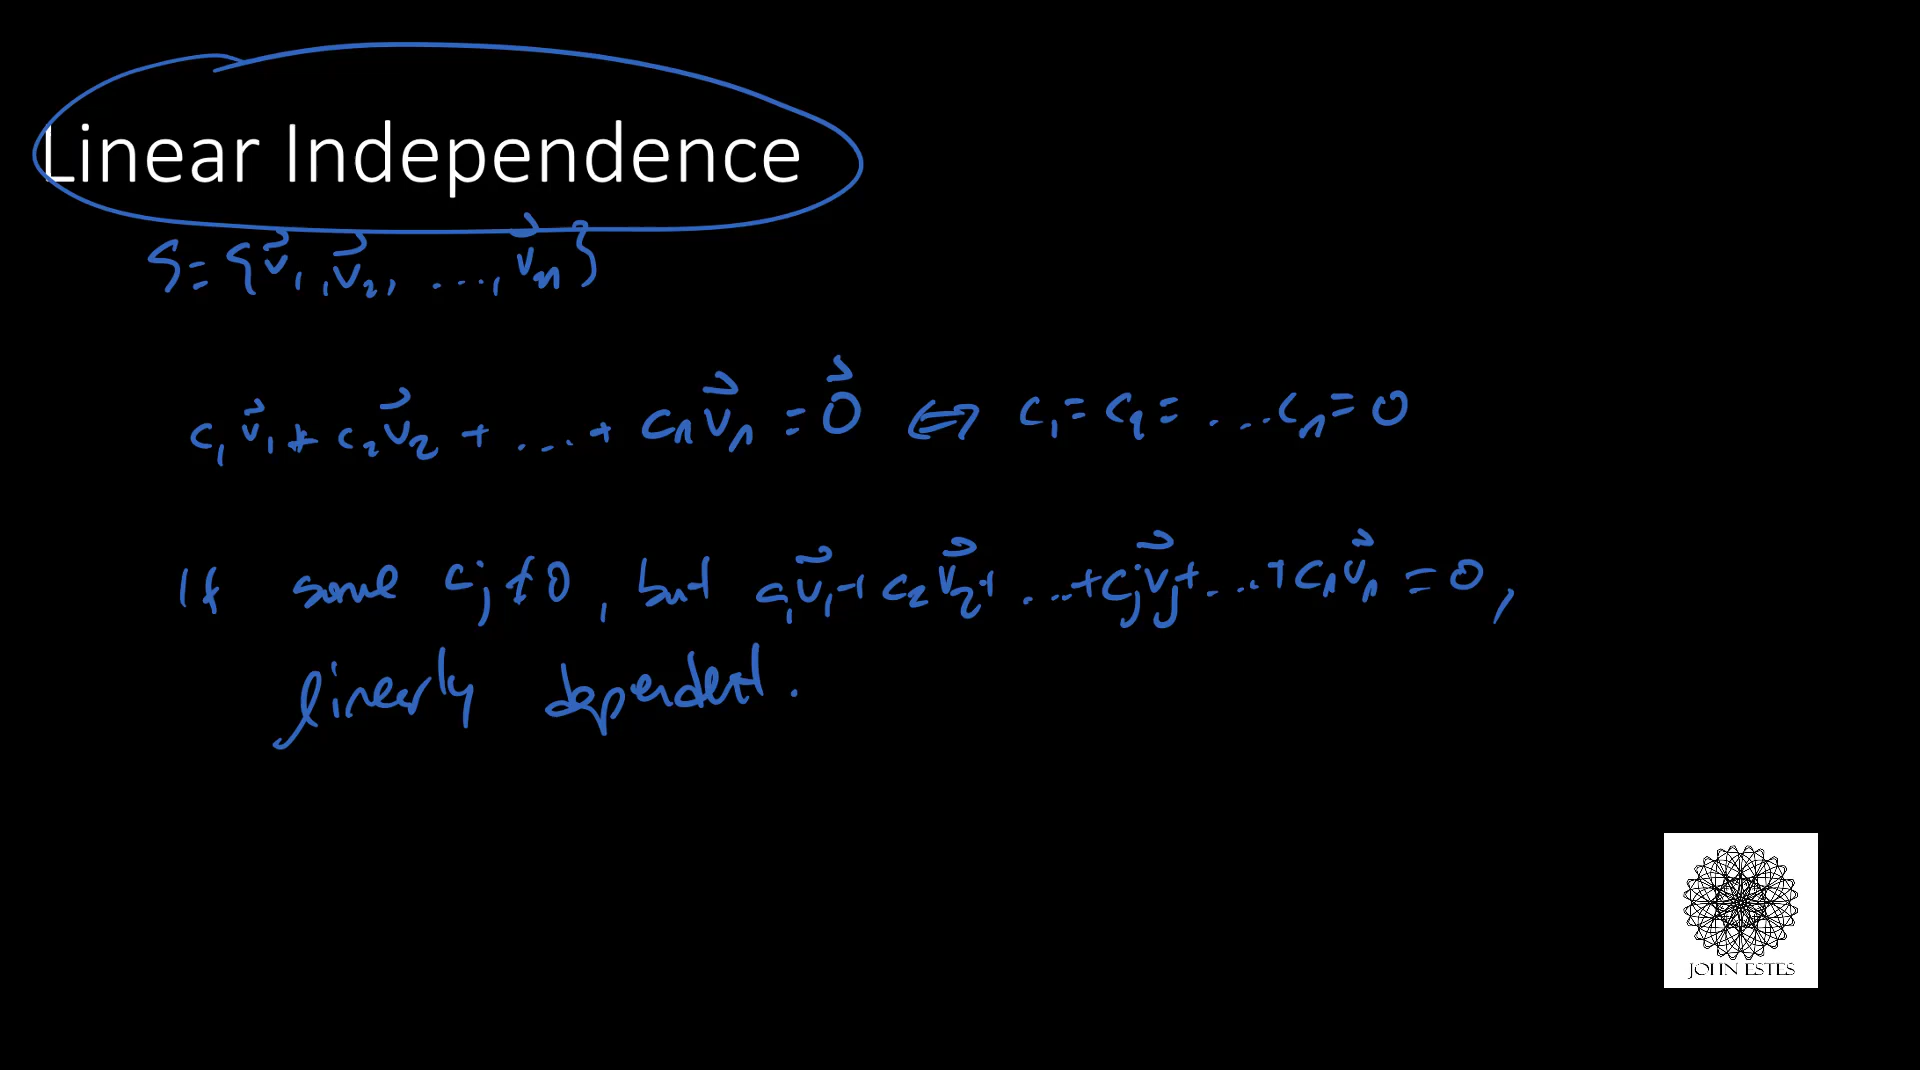 Linear Independence
S = {v⃗₁, v⃗₂, ..., v⃗ₙ}
c₁v⃗₁ + c₂v⃗₂ + ... + cₙv⃗ₙ = 0⃗ ⟺ c₁ = c₂ = ... cₙ = 0
If some cⱼ ≠ 0, but c₁v⃗₁ + c₂v⃗₂ + ... + cⱼv⃗ⱼ + ... + cₙv⃗ₙ = 0,
linearly dependent.
JOHN ESTES